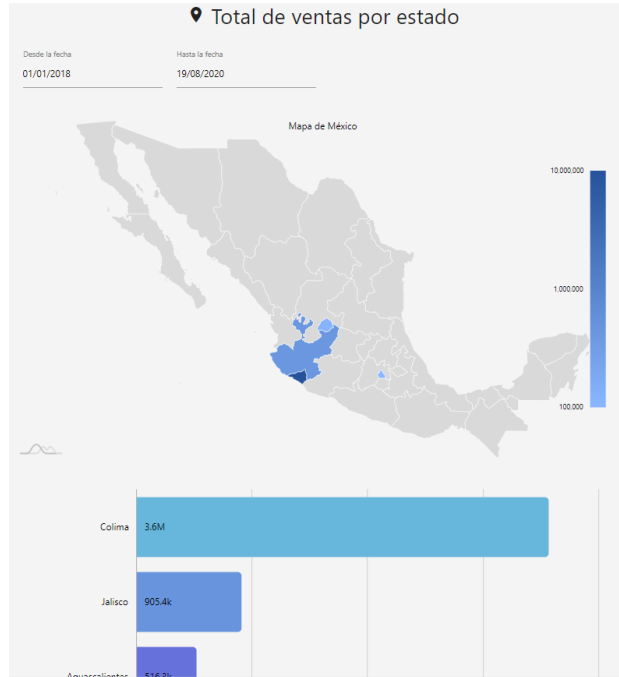 Total de ventas por estado
Desde la fecha
Hasta la fecha
01/01/2018
19/08/2020
Mapa de México
10,000,000
1,000,000
100,000
Colima
3.6M
Jalisco
905.4k
Aguascalientes